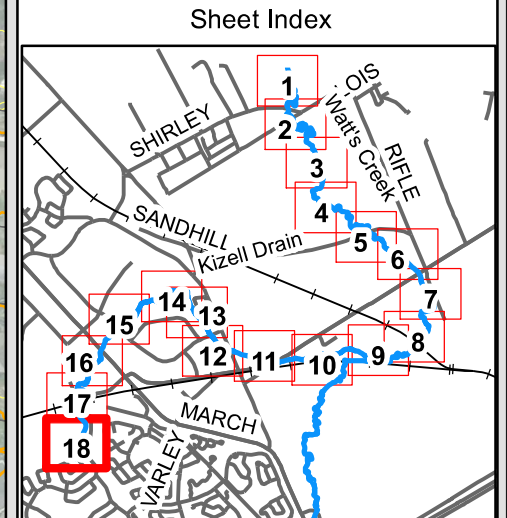 Sheet Index
1
OIS
SHIRLEY
2
Watt's Creek
RIFLE
3
4
SANDHILL
5
Kizell Drain
6
7
14
13
15
8
12
11
10
9
16
17
MARCH
18
VARLEY